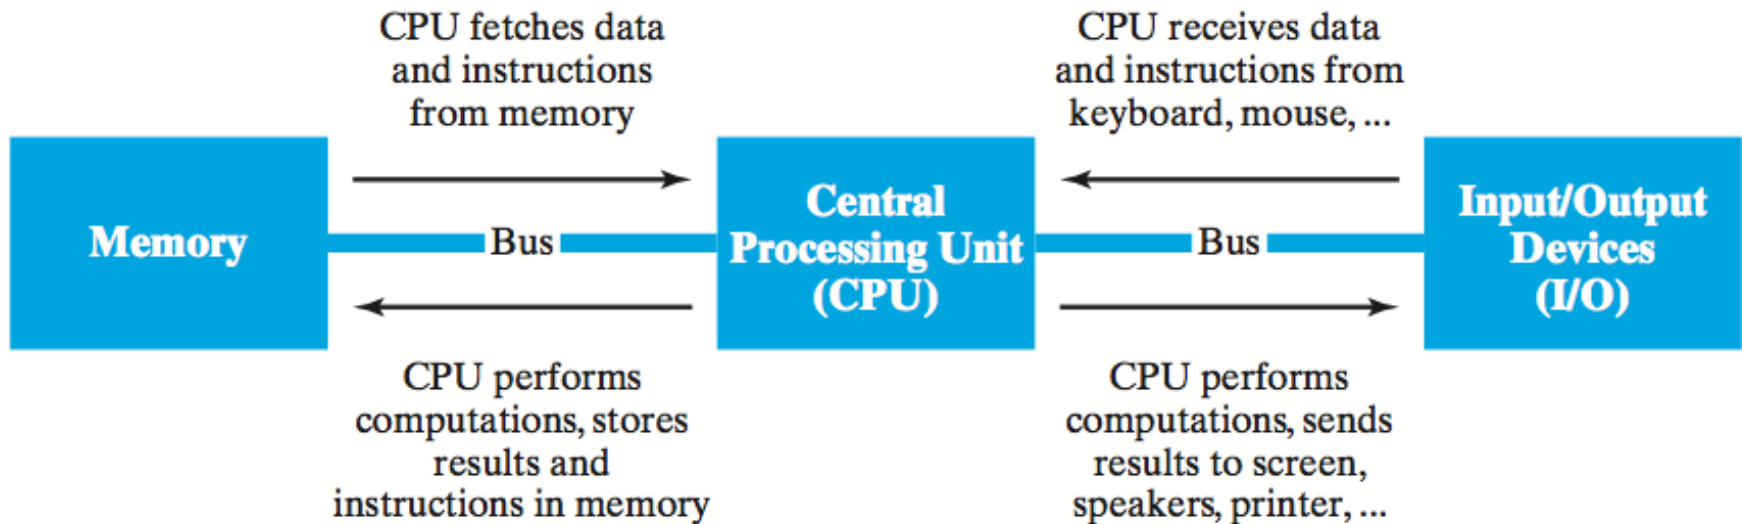 CPU fetches data
and instructions
from memory
CPU receives data
and instructions from
keyboard, mouse, ...
Memory
Bus
Central
Processing Unit
(CPU)
Bus
Input/Output
Devices
(I/O)
CPU performs
computations, stores
results and
instructions in memory
CPU performs
computations, sends
results to screen,
speakers, printer, ...